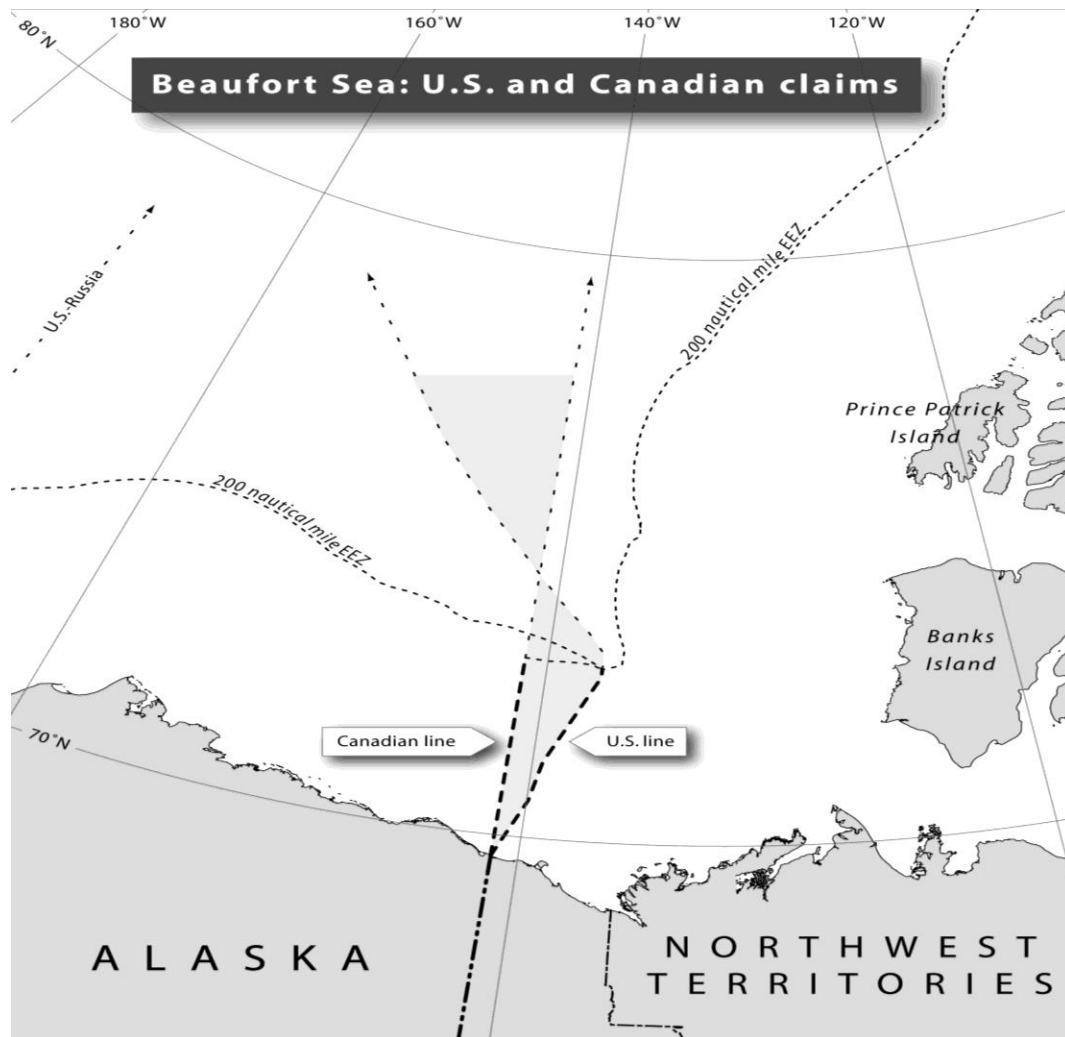 180°W
160°W
140°W
120°W
80°N
Beaufort Sea: U.S. and Canadian claims
U.S.-Russia
200 nautical mile EEZ
Prince Patrick
Island
200 nautical mile EEZ
Banks
Island
70°N
Canadian line
U.S. line
ALASKA
NORTHWEST
TERRITORIES